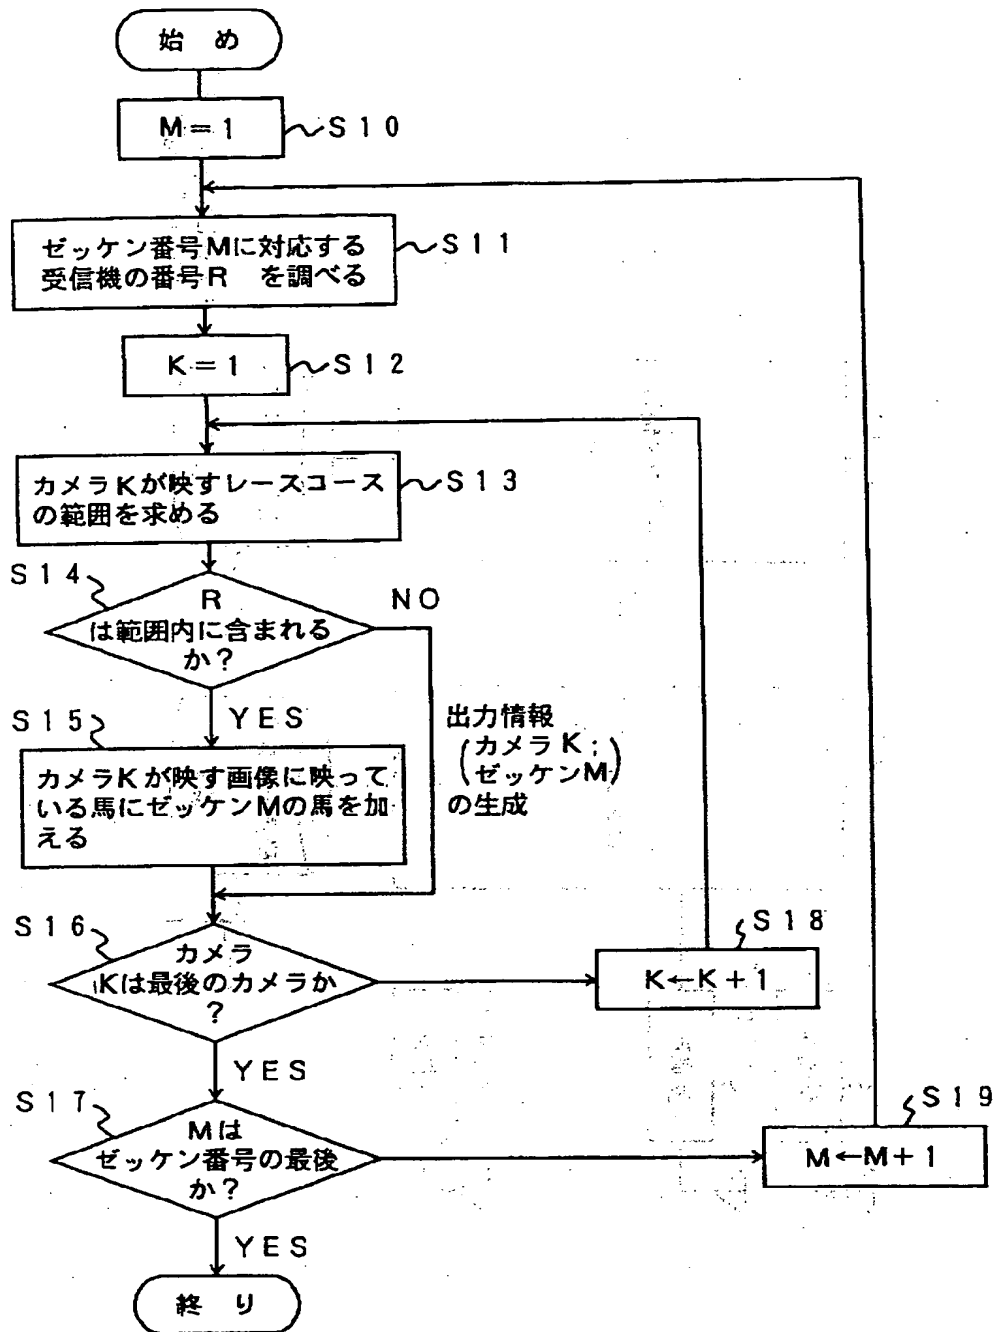 始め
M=1
S10
ゼッケン番号Mに対応する
受信機の番号R を調べる
S11
K=1
S12
カメラKが映すレースコース
の範囲を求める
S13
S14
R
は範囲内に含まれる
か？
NO
YES
S15
カメラKが映す画像に映って
いる馬にゼッケンMの馬を加
える
出力情報
(カメラK；
ゼッケンM)
の生成
S16
カメラ
Kは最後のカメラか
？
S18
K←K+1
YES
S17
Mは
ゼッケン番号の最後
か？
S19
M←M+1
YES
終り